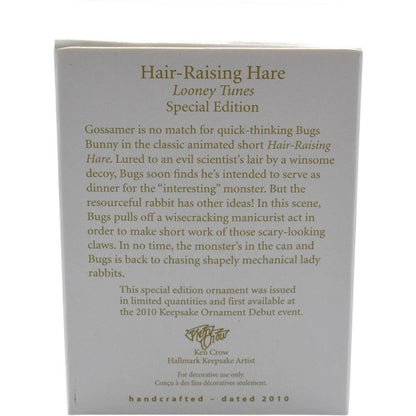 Hair-Raising Hare
Looney Tunes
Special Edition
Gossamer is no match for quick-thinking Bugs
Bunny in the classic animated short Hair-Raising
Hare. Lured to an evil scientist's lair by a winsome
decoy, Bugs soon finds he's intended to serve as
dinner for the "interesting" monster. But the
resourceful rabbit has other ideas! In this scene,
Bugs pulls off a wisecracking manicurist act in
order to make short work of those scary-looking
claws. In no time, the monster's in the can and
Bugs is back to chasing shapely mechanical lady
rabbits.
This special edition ornament was issued
in limited quantities and first available at
the 2010 Keepsake Ornament Debut event.
Ken Crow
Ken Crow
Hallmark Keepsake Artist
For decorative use only.
Conçu à des fins décoratives seulement.
handcrafted – dated 2010